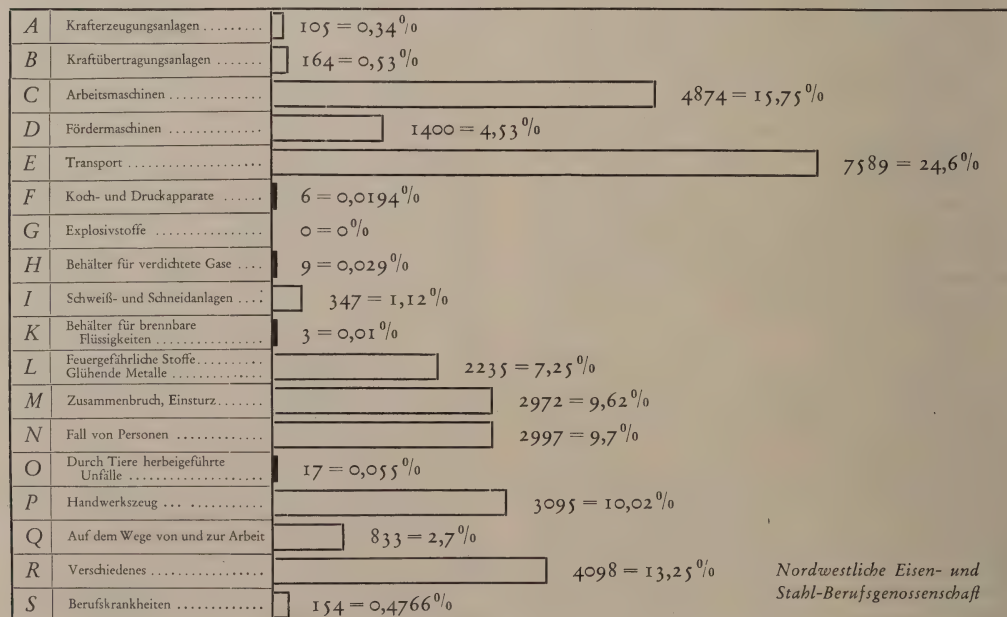 A Krafterzeugungsanlagen ......... 105 = 0,34%
B Kraftübertragungsanlagen ....... 164 = 0,53%
C Arbeitsmaschinen ............. 4874 = 15,75%
D Fördermaschinen ............. 1400 = 4,53%
E Transport ................... 7589 = 24,6%
F Koch- und Druckapparate ...... 6 = 0,0194%
G Explosivstoffe ............... 0 = 0%
H Behälter für verdichtete Gase .... 9 = 0,029%
I Schweiß- und Schneidanlagen .... 347 = 1,12%
K Behälter für brennbare
Flüssigkeiten .............. 3 = 0,01%
L Feuergefährliche Stoffe..........
Glühende Metalle ............. 2235 = 7,25%
M Zusammenbruch, Einsturz....... 2972 = 9,62%
N Fall von Personen ............ 2997 = 9,7%
O Durch Tiere herbeigeführte
Unfälle .................. 17 = 0,055%
P Handwerkszeug ... ........... 3095 = 10,02%
Q Auf dem Wege von und zur Arbeit 833 = 2,7%
R Verschiedenes ................ 4098 = 13,25%
S Berufskrankheiten ............ 154 = 0,4766%
Nordwestliche Eisen- und
Stahl-Berufsgenossenschaft